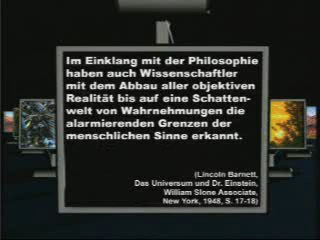 Im Einklang mit der Philosophie
haben auch Wissenschaftler
mit dem Abbau aller objektiven
Realität bis auf eine Schatten-
welt von Wahrnehmungen die
alarmierenden Grenzen der
menschlichen Sinne erkannt.
(Lincoln Barnett,
Das Universum und Dr. Einstein,
William Slone Associate,
New York, 1948, S. 17-18)